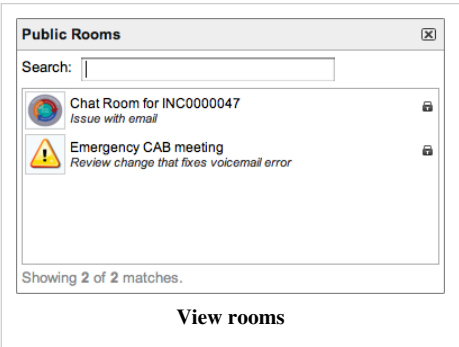 Public Rooms
Search:
Chat Room for INC0000047
Issue with email
Emergency CAB meeting
Review change that fixes voicemail error
Showing 2 of 2 matches.
View rooms